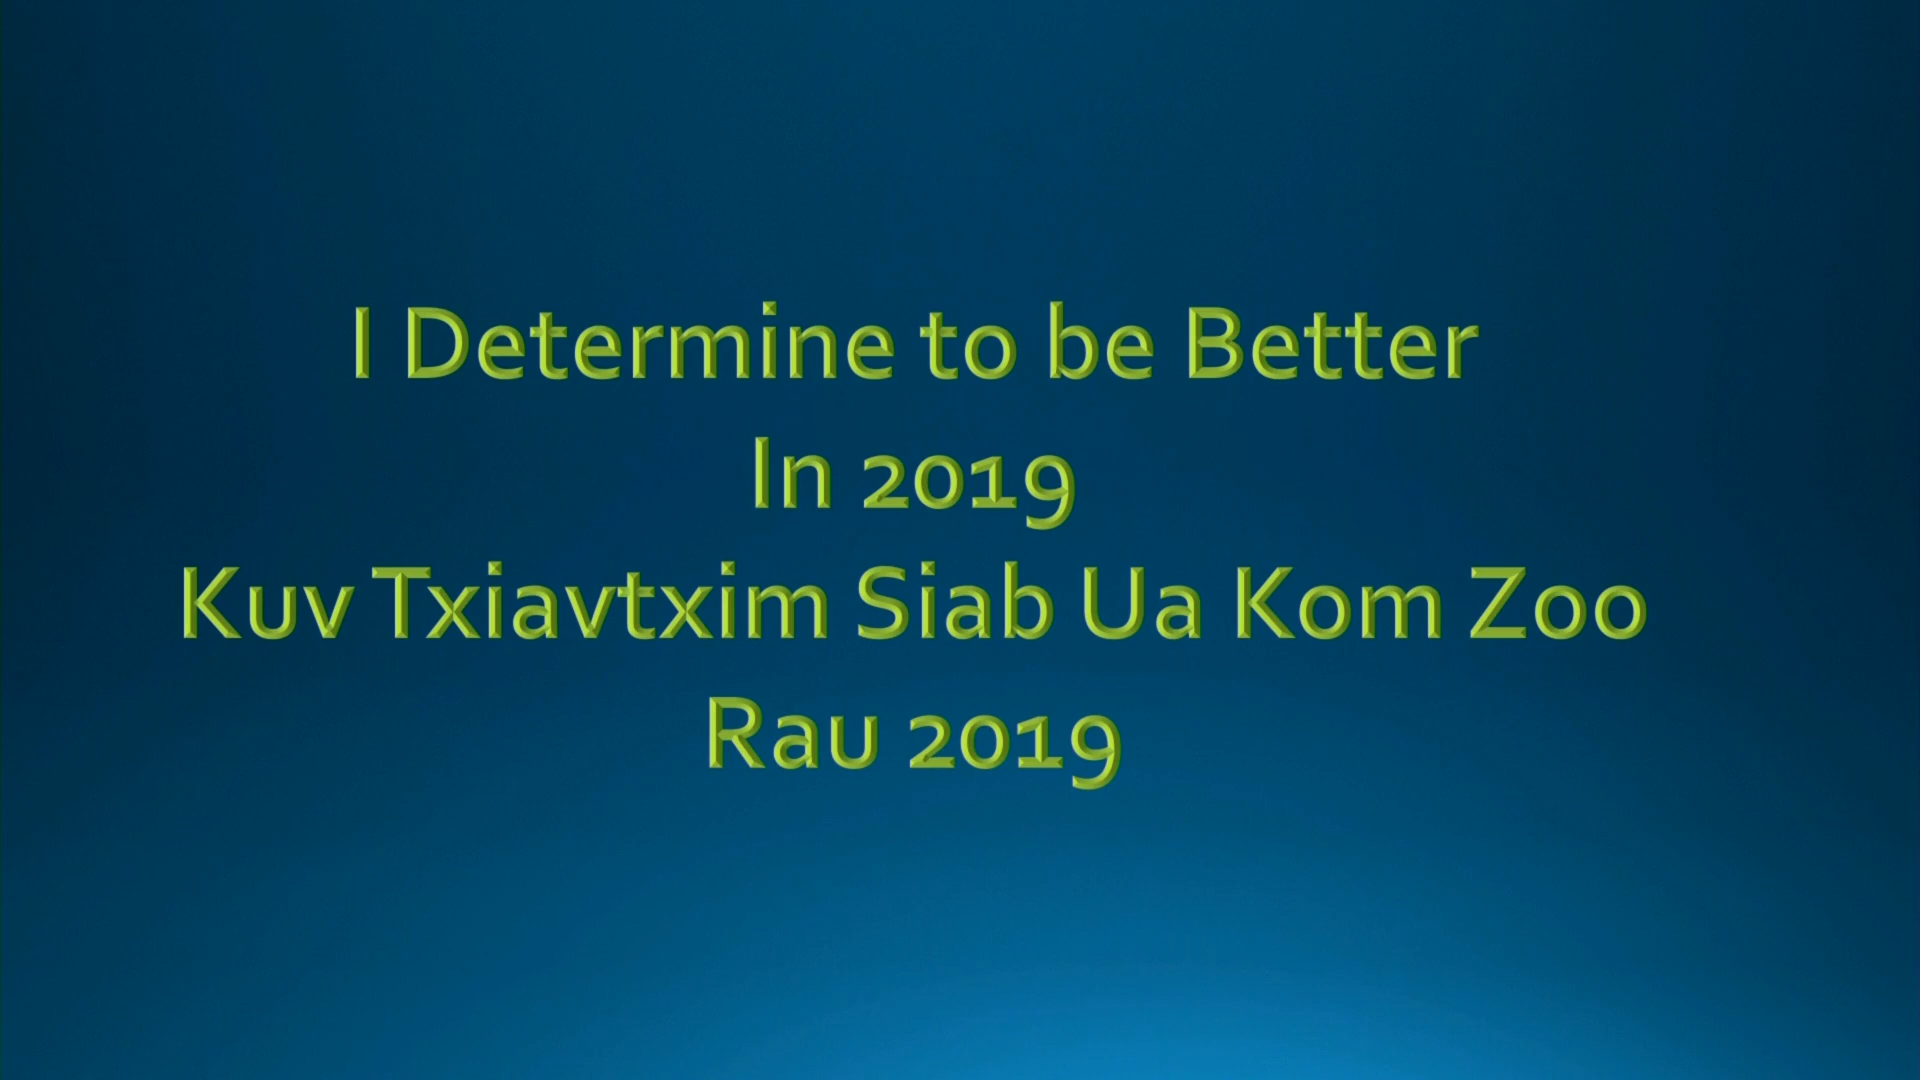 I Determine to be Better
In 2019
Kuv Txiavtxim Siab Ua Kom Zoo
Rau 2019